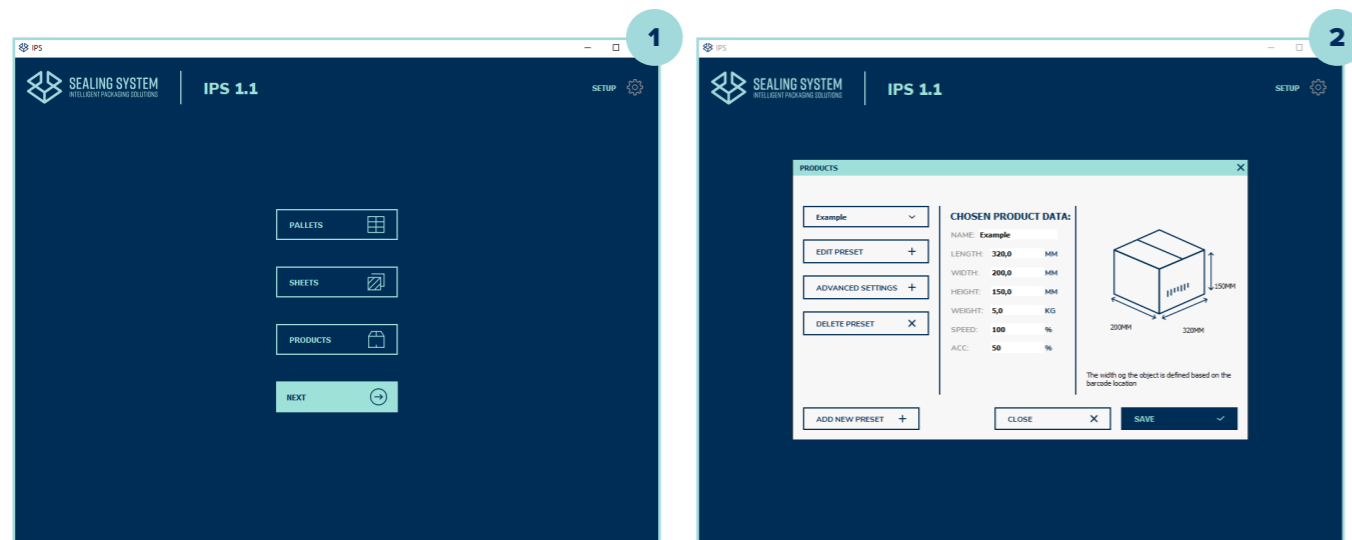 1
IPS
SEALING SYSTEM
INTELLIGENT PACKAGING SOLUTIONS
IPS 1.1
SETUP
PALLETS
SHEETS
PRODUCTS
NEXT
2
IPS
SEALING SYSTEM
INTELLIGENT PACKAGING SOLUTIONS
IPS 1.1
SETUP
PRODUCTS
Example
EDIT PRESET
ADVANCED SETTINGS
DELETE PRESET
ADD NEW PRESET
CHOSEN PRODUCT DATA:
NAME: Example
LENGTH: 320,0 MM
WIDTH: 200,0 MM
HEIGHT: 150,0 MM
WEIGHT: 5,0 KG
SPEED: 100 %
ACC: 50 %
150MM
200MM
320MM
The width og the object is defined based on the
barcode location
CLOSE
SAVE